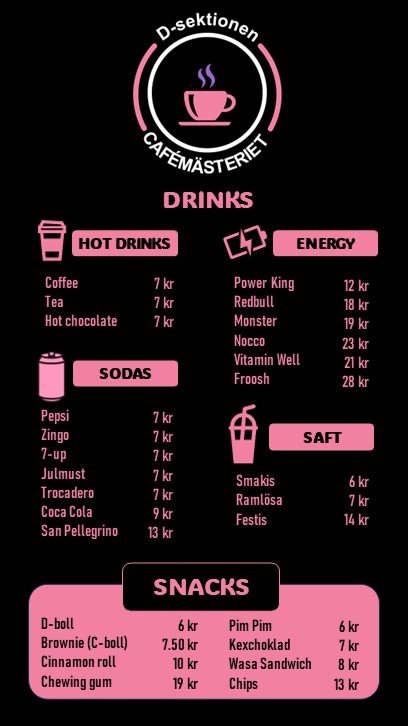 D-sektionen
CAFÉMÄSTERIET
DRINKS
HOT DRINKS
Coffee 7 kr
Tea 7 kr
Hot chocolate 7 kr
ENERGY
Power King 12 kr
Redbull 18 kr
Monster 19 kr
Nocco 23 kr
Vitamin Well 21 kr
Froosh 28 kr
SODAS
Pepsi 7 kr
Zingo 7 kr
7-up 7 kr
Julmust 7 kr
Trocadero 7 kr
Coca Cola 9 kr
San Pellegrino 13 kr
SAFT
Smakis 6 kr
Ramlösa 7 kr
Festis 14 kr
SNACKS
D-boll 6 kr
Brownie (C-boll) 7.50 kr
Cinnamon roll 10 kr
Chewing gum 19 kr
Pim Pim 6 kr
Kexchoklad 7 kr
Wasa Sandwich 8 kr
Chips 13 kr